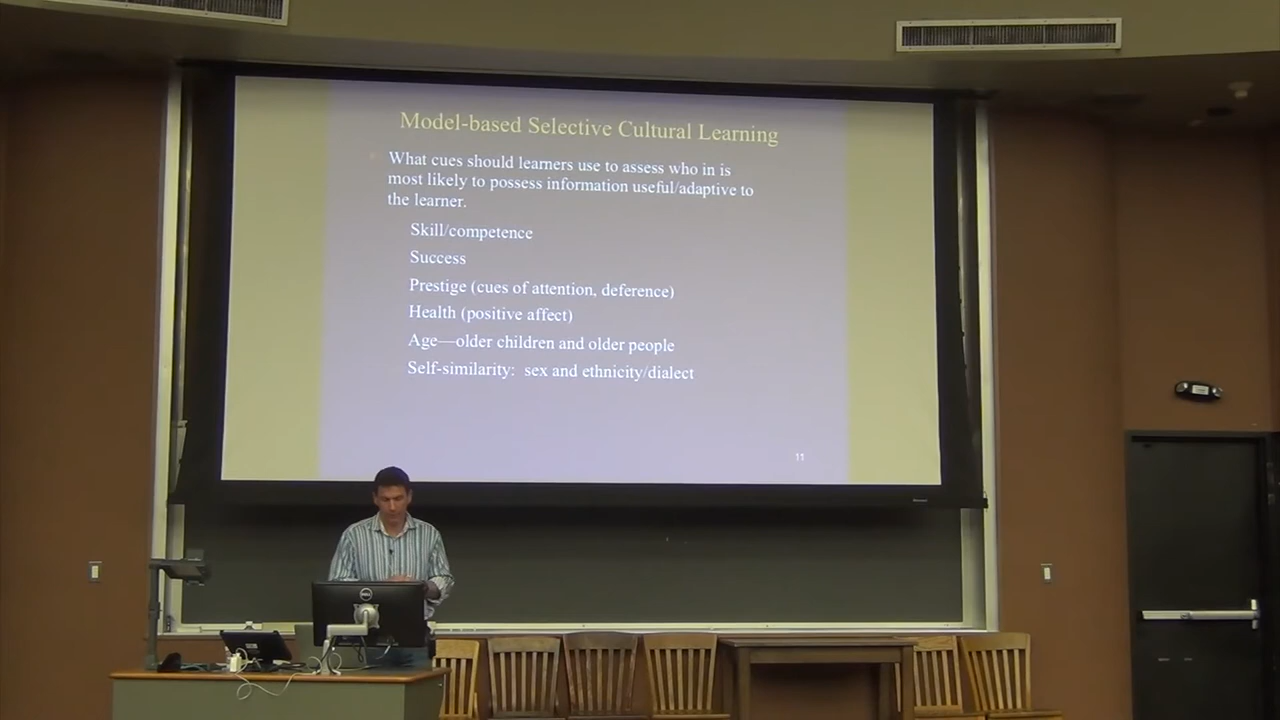 Model-based Selective Cultural Learning
What cues should learners use to assess who in is
most likely to possess information useful/adaptive to
the learner.
Skill/competence
Success
Prestige (cues of attention, deference)
Health (positive affect)
Age—older children and older people
Self-similarity: sex and ethnicity/dialect
11
DELL